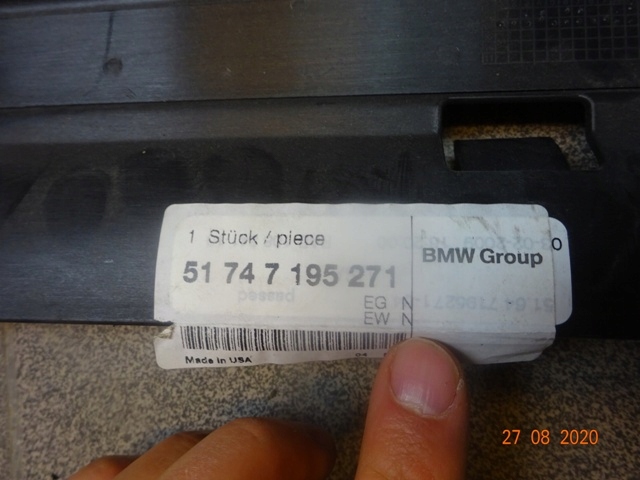 1 Stück / piece
51 74 7 195 271
BMW Group
EG N
EW N
Made in USA
27 08 2020